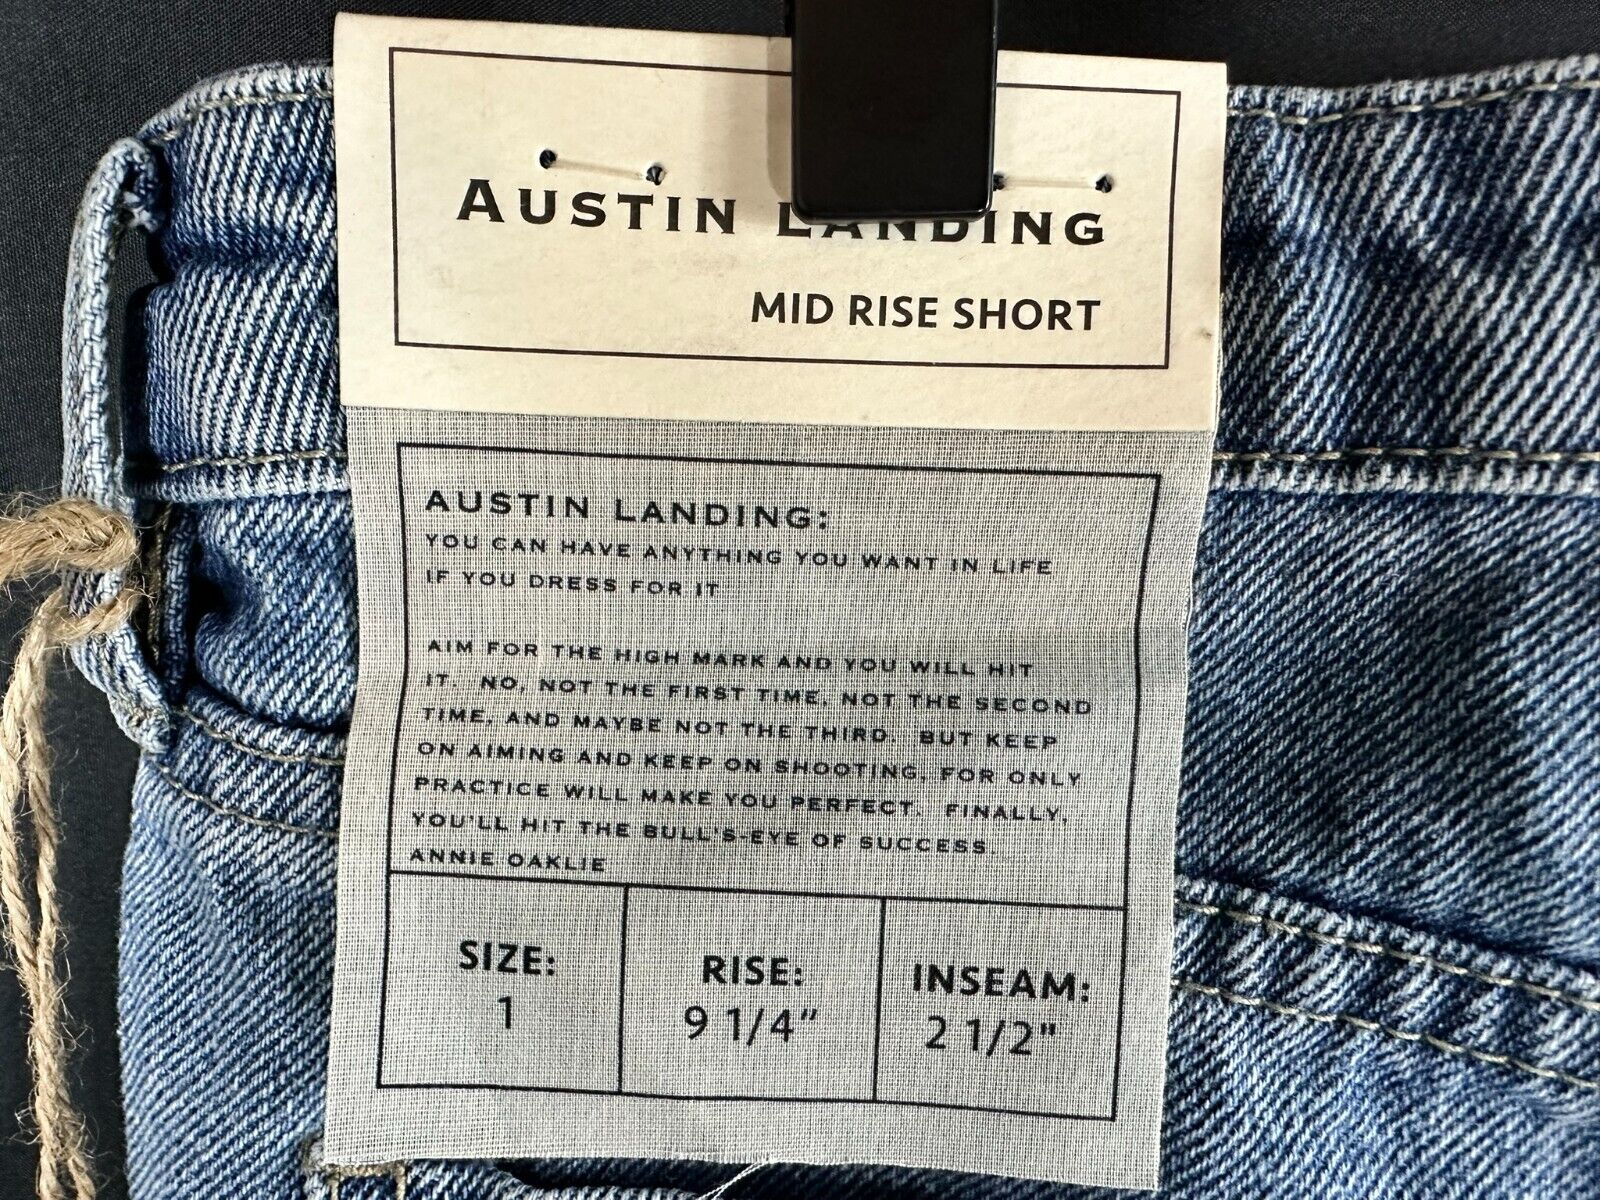 AUSTIN LANDING
MID RISE SHORT
AUSTIN LANDING:
YOU CAN HAVE ANYTHING YOU WANT IN LIFE
IF YOU DRESS FOR IT
AIM FOR THE HIGH MARK AND YOU WILL HIT
IT. NO, NOT THE FIRST TIME, NOT THE SECOND
TIME, AND MAYBE NOT THE THIRD. BUT KEEP
ON AIMING AND KEEP ON SHOOTING, FOR ONLY
PRACTICE WILL MAKE YOU PERFECT. FINALLY,
YOU'LL HIT THE BULL'S-EYE OF SUCCESS.
ANNIE OAKLIE
SIZE:
1
RISE:
9 1/4"
INSEAM:
2 1/2"